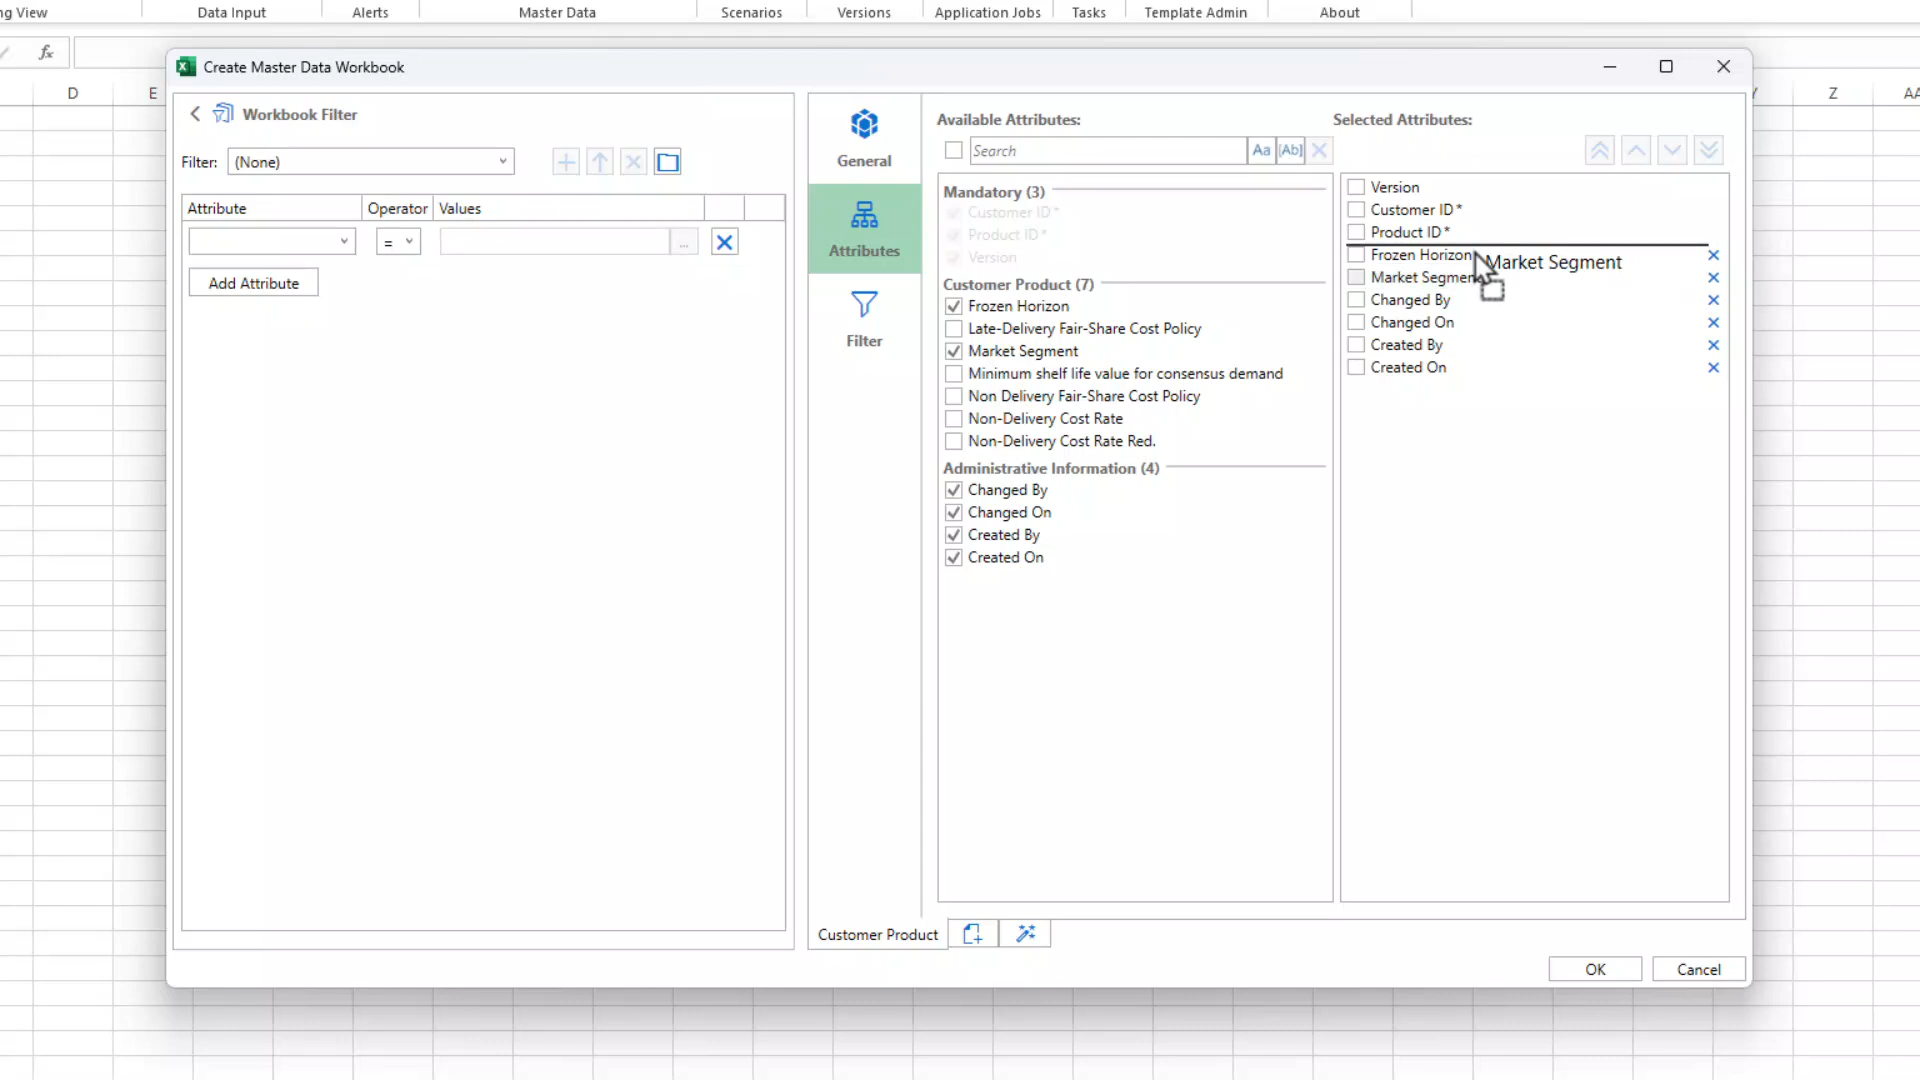 ng View
Data Input
Alerts
Master Data
Scenarios
Versions
Application Jobs
Tasks
Template Admin
About
fx
D
E
Z
AA
Create Master Data Workbook
Workbook Filter
Filter:
(None)
Attribute
Operator
Values
=
...
Add Attribute
General
Attributes
Filter
Available Attributes:
Search
Aa
[Ab]
Mandatory (3)
Customer ID*
Product ID*
Version
Customer Product (7)
Frozen Horizon
Late-Delivery Fair-Share Cost Policy
Market Segment
Minimum shelf life value for consensus demand
Non Delivery Fair-Share Cost Policy
Non-Delivery Cost Rate
Non-Delivery Cost Rate Red.
Administrative Information (4)
Changed By
Changed On
Created By
Created On
Selected Attributes:
Version
Customer ID*
Product ID*
Frozen Horizon
Market Segment
Market Segmen
Changed By
Changed On
Created By
Created On
Customer Product
OK
Cancel